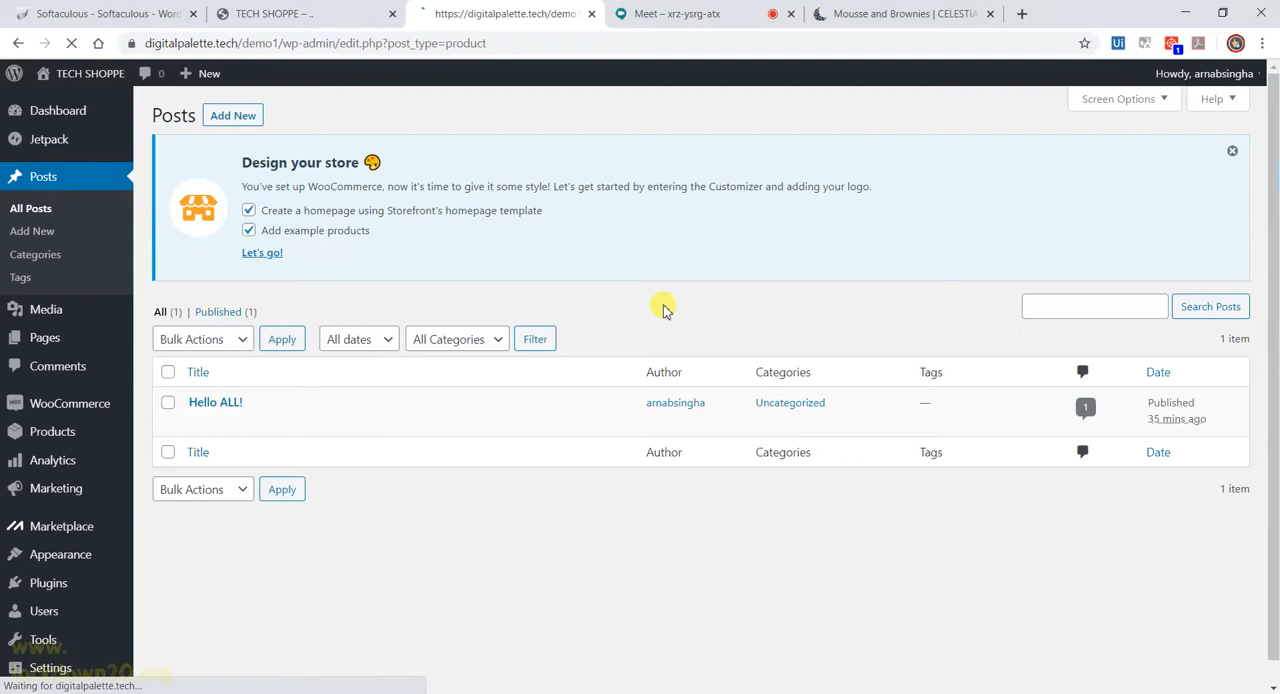 Softaculous - Softaculous - Wor
TECH SHOPPE – ..
https://digitalpalette.tech/demo1
Meet – xrz-ysrg-atx
Mousse and Brownies | CELESTIA
digitalpalette.tech/demo1/wp-admin/edit.php?post_type=product
Ui
1
TECH SHOPPE
0
New
Howdy, arnabsingha
Dashboard
Jetpack
Posts
All Posts
Add New
Categories
Tags
Media
Pages
Comments
WooCommerce
Products
Analytics
Marketing
Marketplace
Appearance
Plugins
Users
Tools
Settings
Posts
Add New
Screen Options
Help
Design your store
You've set up WooCommerce, now it's time to give it some style! Let's get started by entering the Customizer and adding your logo.
Create a homepage using Storefront's homepage template
Add example products
Let's go!
All (1) | Published (1)
Search Posts
Bulk Actions
Apply
All dates
All Categories
Filter
1 item
Title
Author
Categories
Tags
Date
Hello ALL!
arnabsingha
Uncategorized
—
1
Published
35 mins ago
Title
Author
Categories
Tags
Date
Bulk Actions
Apply
1 item
www.
Waiting for digitalpalette.tech...